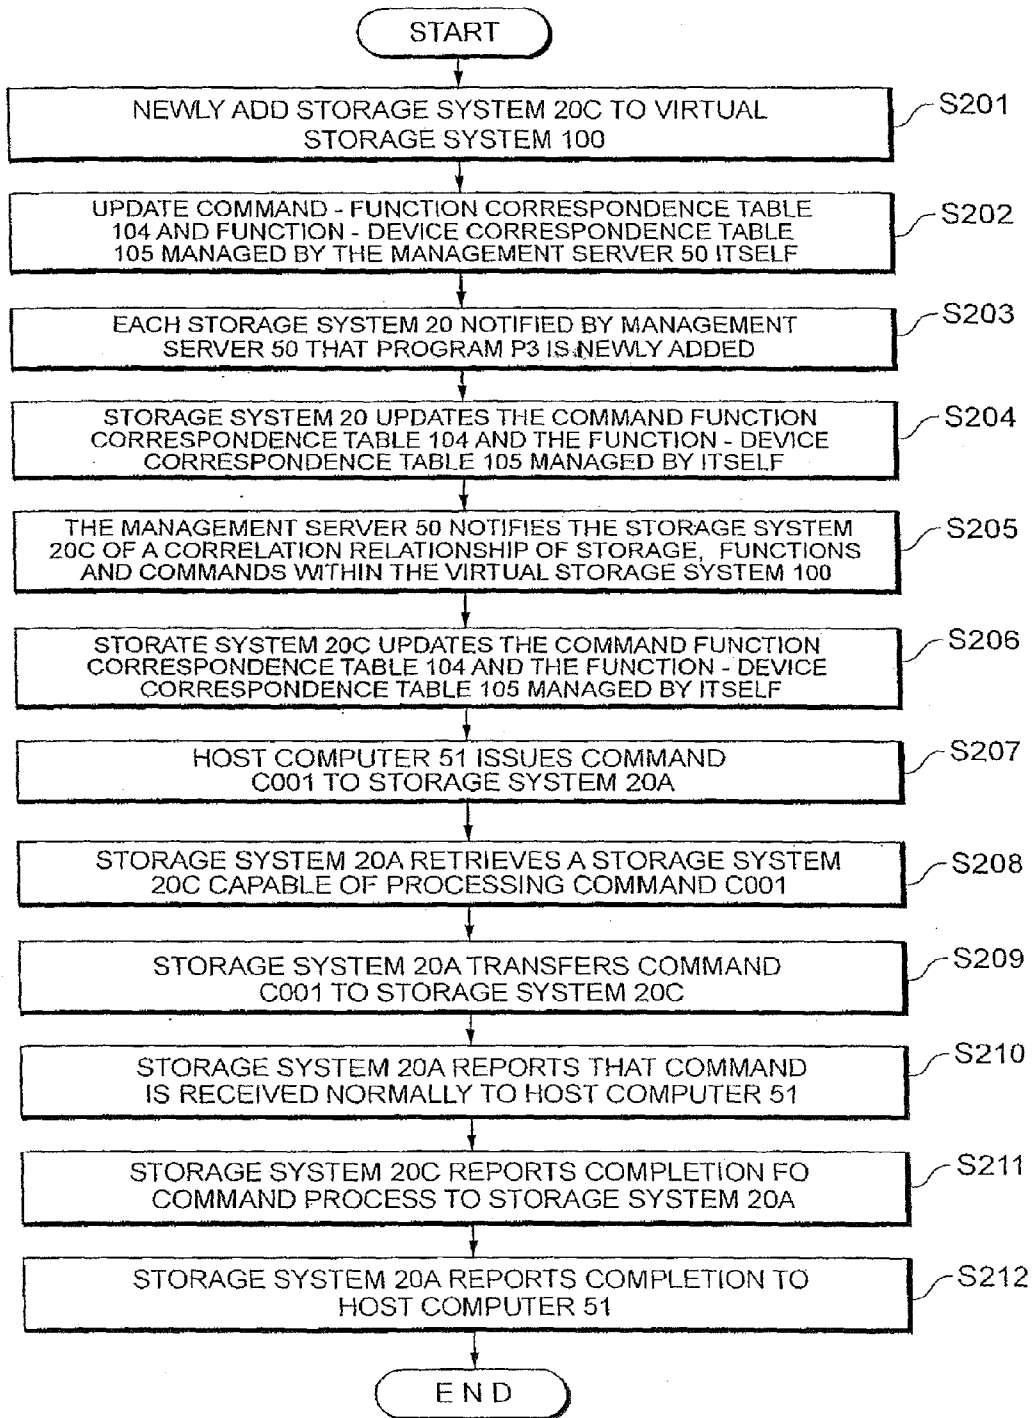 START
NEWLY ADD STORAGE SYSTEM 20C TO VIRTUAL
STORAGE SYSTEM 100
S201
UPDATE COMMAND - FUNCTION CORRESPONDENCE TABLE
104 AND FUNCTION - DEVICE CORRESPONDENCE TABLE
105 MANAGED BY THE MANAGEMENT SERVER 50 ITSELF
S202
EACH STORAGE SYSTEM 20 NOTIFIED BY MANAGEMENT
SERVER 50 THAT PROGRAM P3 IS NEWLY ADDED
S203
STORAGE SYSTEM 20 UPDATES THE COMMAND FUNCTION
CORRESPONDENCE TABLE 104 AND THE FUNCTION - DEVICE
CORRESPONDENCE TABLE 105 MANAGED BY ITSELF
S204
THE MANAGEMENT SERVER 50 NOTIFIES THE STORAGE SYSTEM
20C OF A CORRELATION RELATIONSHIP OF STORAGE, FUNCTIONS
AND COMMANDS WITHIN THE VIRTUAL STORAGE SYSTEM 100
S205
STORATE SYSTEM 20C UPDATES THE COMMAND FUNCTION
CORRESPONDENCE TABLE 104 AND THE FUNCTION - DEVICE
CORRESPONDENCE TABLE 105 MANAGED BY ITSELF
S206
HOST COMPUTER 51 ISSUES COMMAND
C001 TO STORAGE SYSTEM 20A
S207
STORAGE SYSTEM 20A RETRIEVES A STORAGE SYSTEM
20C CAPABLE OF PROCESSING COMMAND C001
S208
STORAGE SYSTEM 20A TRANSFERS COMMAND
C001 TO STORAGE SYSTEM 20C
S209
STORAGE SYSTEM 20A REPORTS THAT COMMAND
IS RECEIVED NORMALLY TO HOST COMPUTER 51
S210
STORAGE SYSTEM 20C REPORTS COMPLETION FO
COMMAND PROCESS TO STORAGE SYSTEM 20A
S211
STORAGE SYSTEM 20A REPORTS COMPLETION TO
HOST COMPUTER 51
S212
END